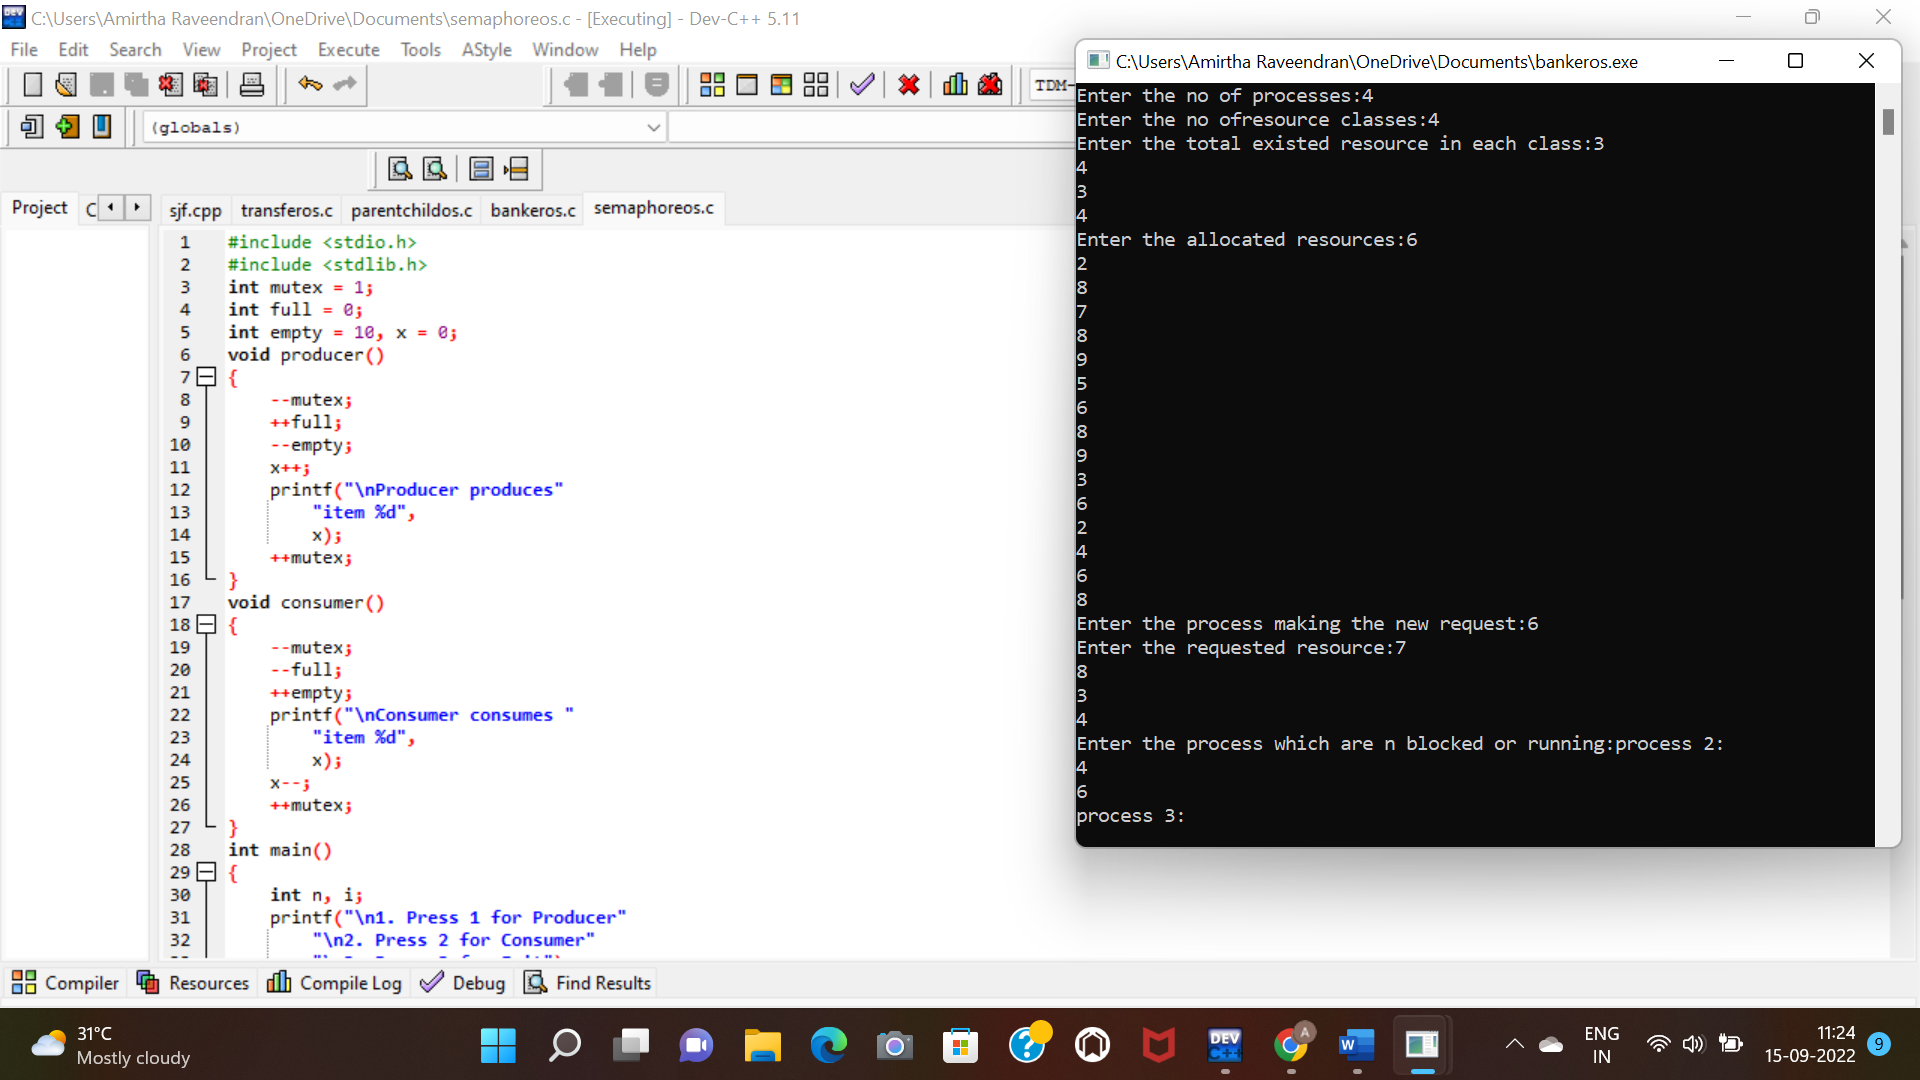 C:\Users\Amirtha Raveendran\OneDrive\Documents\semaphoreos.c - [Executing] - Dev-C++ 5.11
File Edit Search View Project Execute Tools AStyle Window Help
TDM-
(globals)
Project C sjf.cpp transferos.c parentchildos.c bankeros.c semaphoreos.c
1 #include <stdio.h>
2 #include <stdlib.h>
3 int mutex = 1;
4 int full = 0;
5 int empty = 10, x = 0;
6 void producer()
7 {
8 --mutex;
9 ++full;
10 --empty;
11 x++;
12 printf("\nProducer produces"
13 "item %d",
14 x);
15 ++mutex;
16 }
17 void consumer()
18 {
19 --mutex;
20 --full;
21 ++empty;
22 printf("\nConsumer consumes "
23 "item %d",
24 x);
25 x--;
26 ++mutex;
27 }
28 int main()
29 {
30 int n, i;
31 printf("\n1. Press 1 for Producer"
32 "\n2. Press 2 for Consumer"
C:\Users\Amirtha Raveendran\OneDrive\Documents\bankeros.exe
Enter the no of processes:4
Enter the no ofresource classes:4
Enter the total existed resource in each class:3
4
3
4
Enter the allocated resources:6
2
8
7
8
9
5
6
8
9
3
6
2
4
6
8
Enter the process making the new request:6
Enter the requested resource:7
8
3
4
Enter the process which are n blocked or running:process 2:
4
6
process 3:
Compiler Resources Compile Log Debug Find Results
31°C
Mostly cloudy
DEV
C++
A
W
ENG
IN
11:24
15-09-2022
9